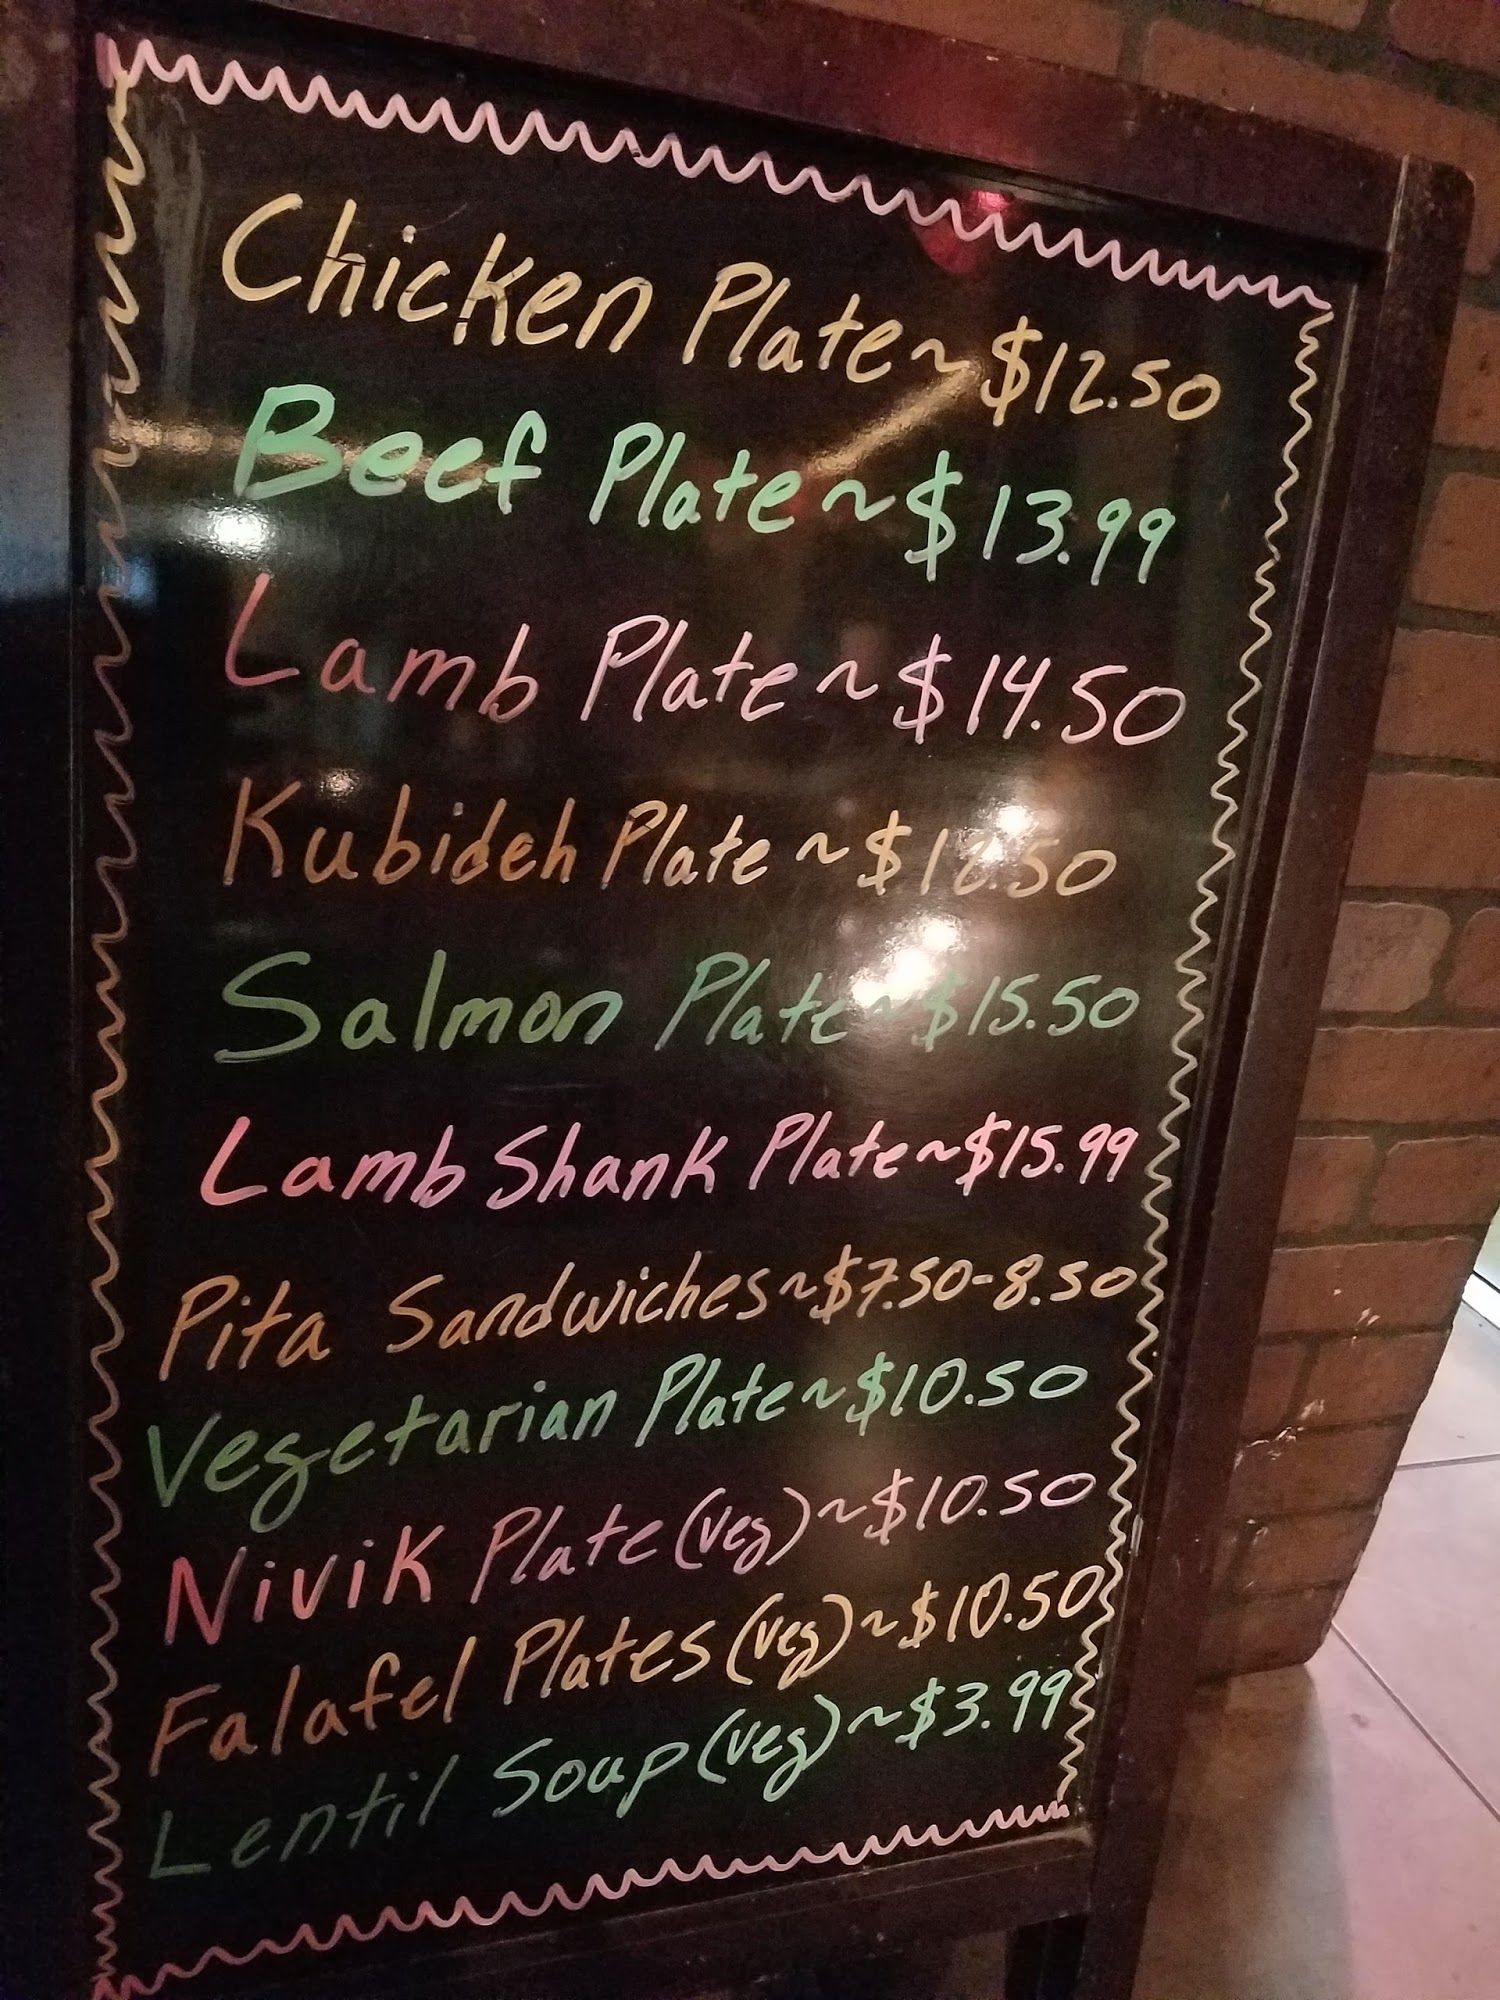 Chicken Plate ~ $12.50
Beef Plate ~ $13.99
Lamb Plate ~ $14.50
Kubideh Plate ~ $12.50
Salmon Plate ~ $15.50
Lamb Shank Plate ~ $15.99
Pita Sandwiches ~ $7.50-8.50
Vegetarian Plate ~ $10.50
Nivik Plate (veg) ~ $10.50
Falafel Plates (veg) ~ $10.50
Lentil Soup (veg) ~ $3.99